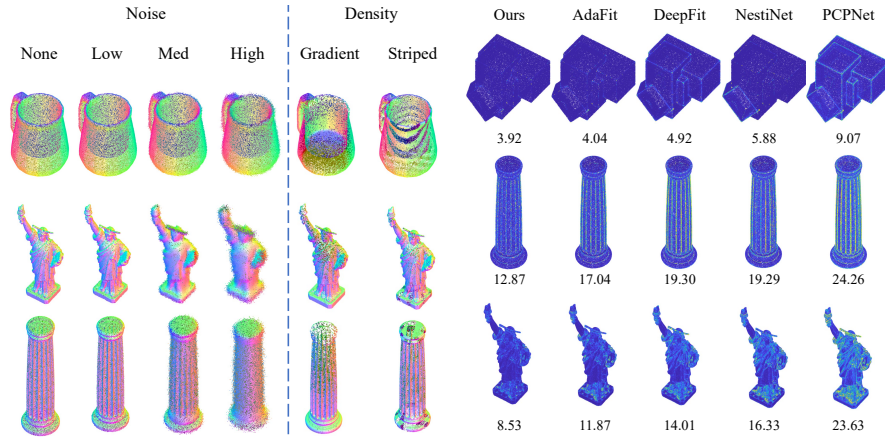 Noise Density
None Low Med High Gradient Striped
Ours AdaFit DeepFit NestiNet PCPNet
3.92 4.04 4.92 5.88 9.07
12.87 17.04 19.30 19.29 24.26
8.53 11.87 14.01 16.33 23.63